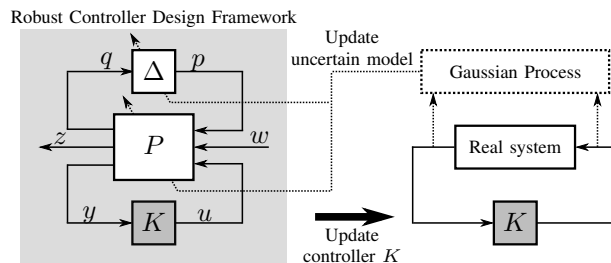 Robust Controller Design Framework
q
Δ
p
z
P
w
y
K
u
Update
uncertain model
Gaussian Process
Real system
K
Update
controller K